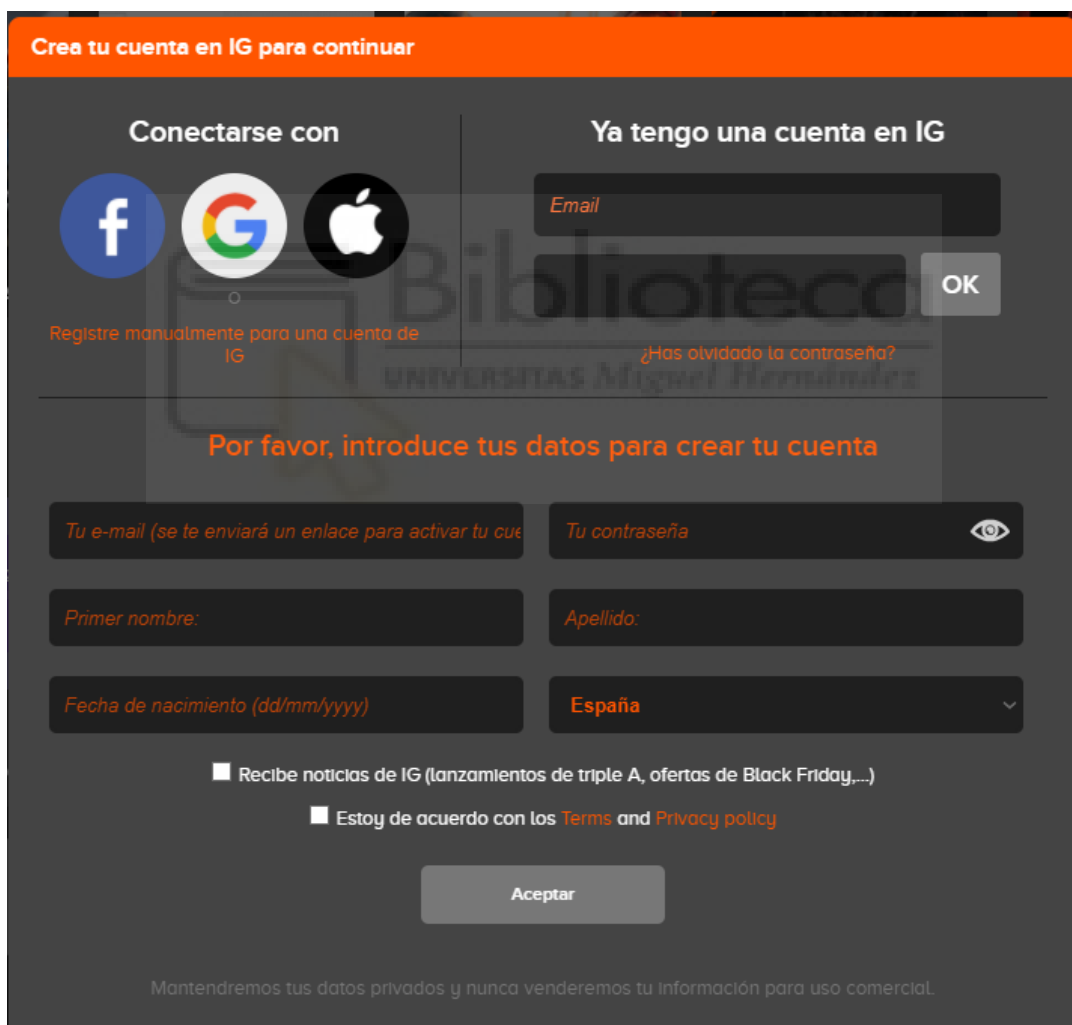 Crea tu cuenta en IG para continuar
Conectarse con
Ya tengo una cuenta en IG
Email
OK
O
Registre manualmente para una cuenta de
IG
¿Has olvidado la contraseña?
Biblioteca
UNIVERSITAS Miguel Hernández
Por favor, introduce tus datos para crear tu cuenta
Tu e-mail (se te enviará un enlace para activar tu cue
Tu contraseña
Primer nombre:
Apellido:
Fecha de nacimiento (dd/mm/yyyy)
España
Recibe noticias de IG (lanzamientos de triple A, ofertas de Black Friday,...)
Estoy de acuerdo con los Terms and Privacy policy
Aceptar
Mantendremos tus datos privados y nunca venderemos tu información para uso comercial.